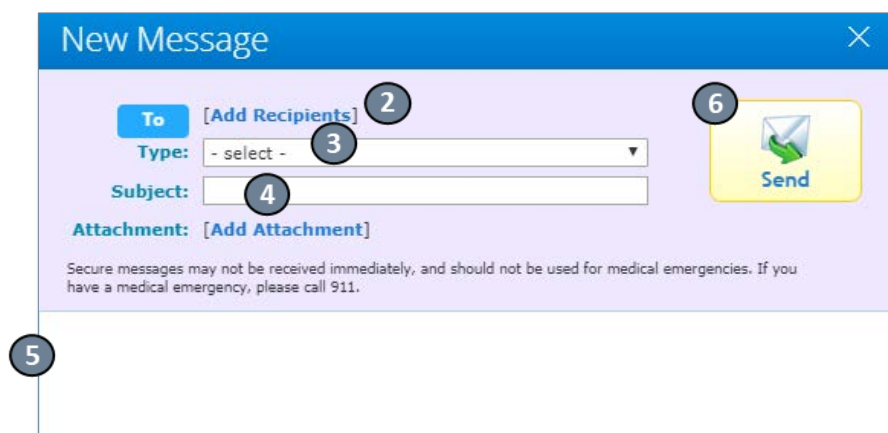 New Message
2
6
To
[Add Recipients]
3
Type:
- select -
Send
Subject:
4
Attachment:
[Add Attachment]
Secure messages may not be received immediately, and should not be used for medical emergencies. If you
have a medical emergency, please call 911.
5